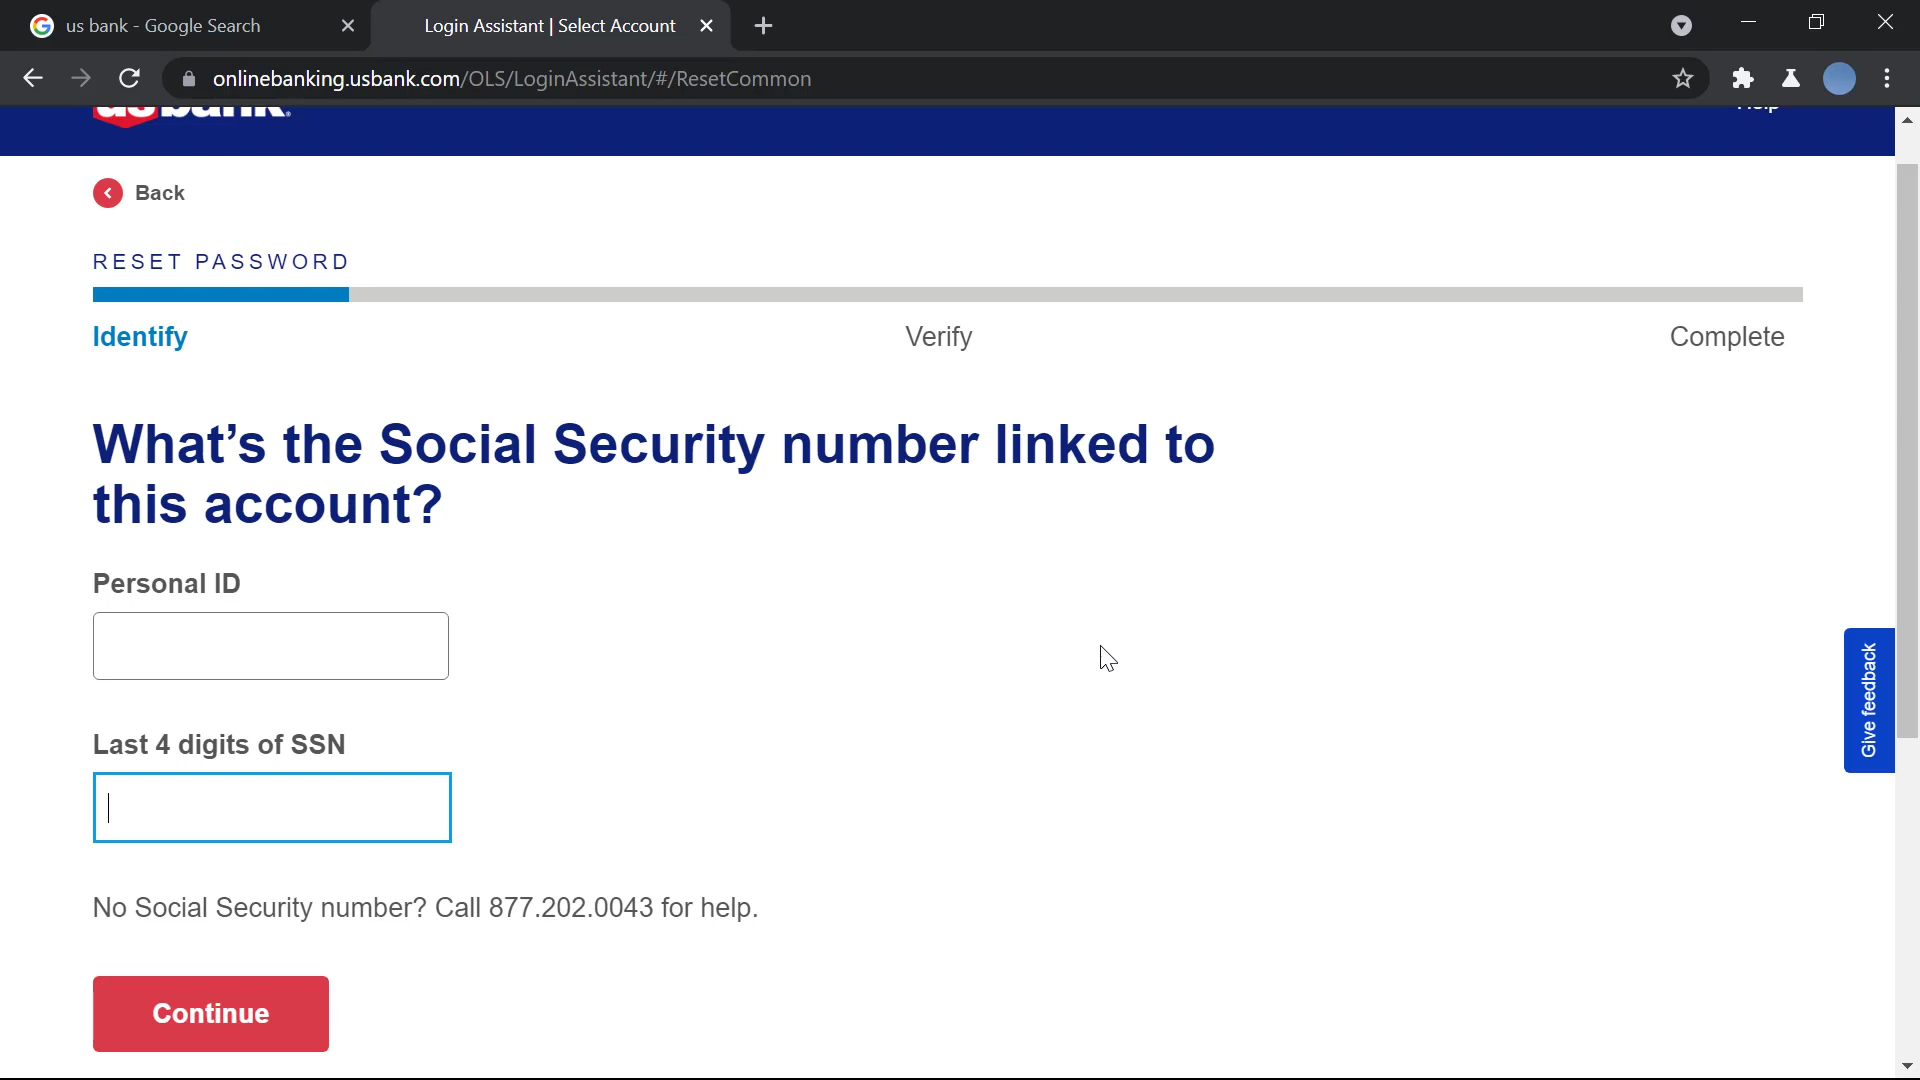 us bank - Google Search
Login Assistant | Select Account
onlinebanking.usbank.com/OLS/LoginAssistant/#/ResetCommon
usbank
Help
Back
RESET PASSWORD
Identify
Verify
Complete
What’s the Social Security number linked to
this account?
Personal ID
Give feedback
Last 4 digits of SSN
No Social Security number? Call 877.202.0043 for help.
Continue